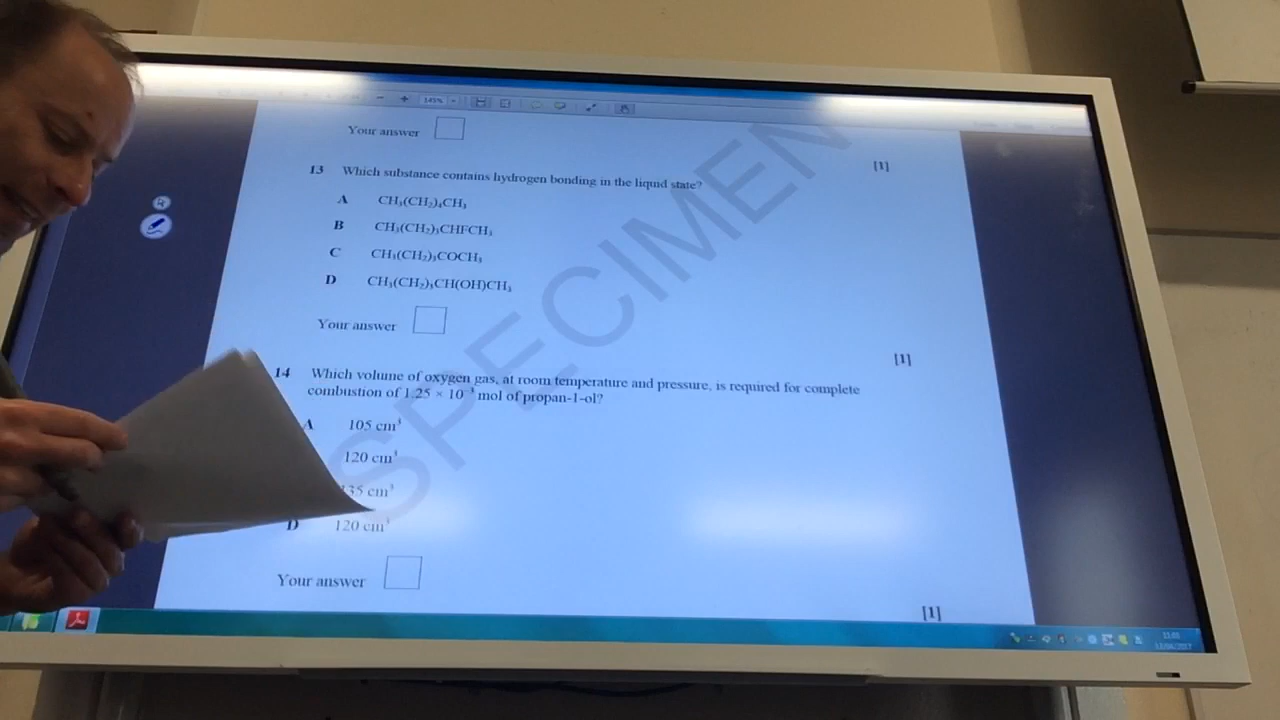 145%
Your answer
[1]
13 Which substance contains hydrogen bonding in the liquid state?
A CH₃(CH₂)₄CH₃
B CH₃(CH₂)₃CHFCH₃
C CH₃(CH₂)₃COCH₃
D CH₃(CH₂)₃CH(OH)CH₃
Your answer
[1]
14 Which volume of oxygen gas, at room temperature and pressure, is required for complete
combustion of 1.25 × 10⁻³ mol of propan-1-ol?
A 105 cm³
120 cm³
35 cm³
D 120 cm³
Your answer
[1]
SPECIMEN